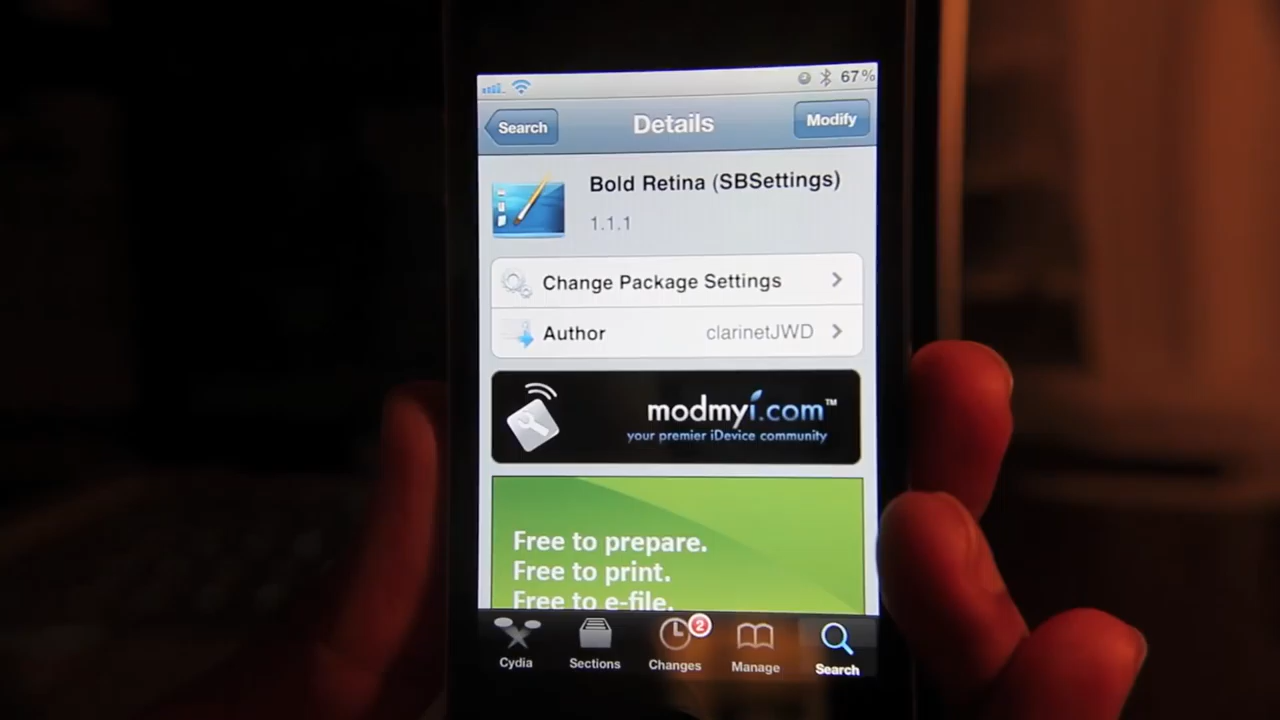 67%
Search
Details
Modify
Bold Retina (SBSettings)
1.1.1
Change Package Settings
Author clarinetJWD
modmyi.com™
your premier iDevice community
Free to prepare.
Free to print.
Free to e-file.
2
Cydia
Sections
Changes
Manage
Search